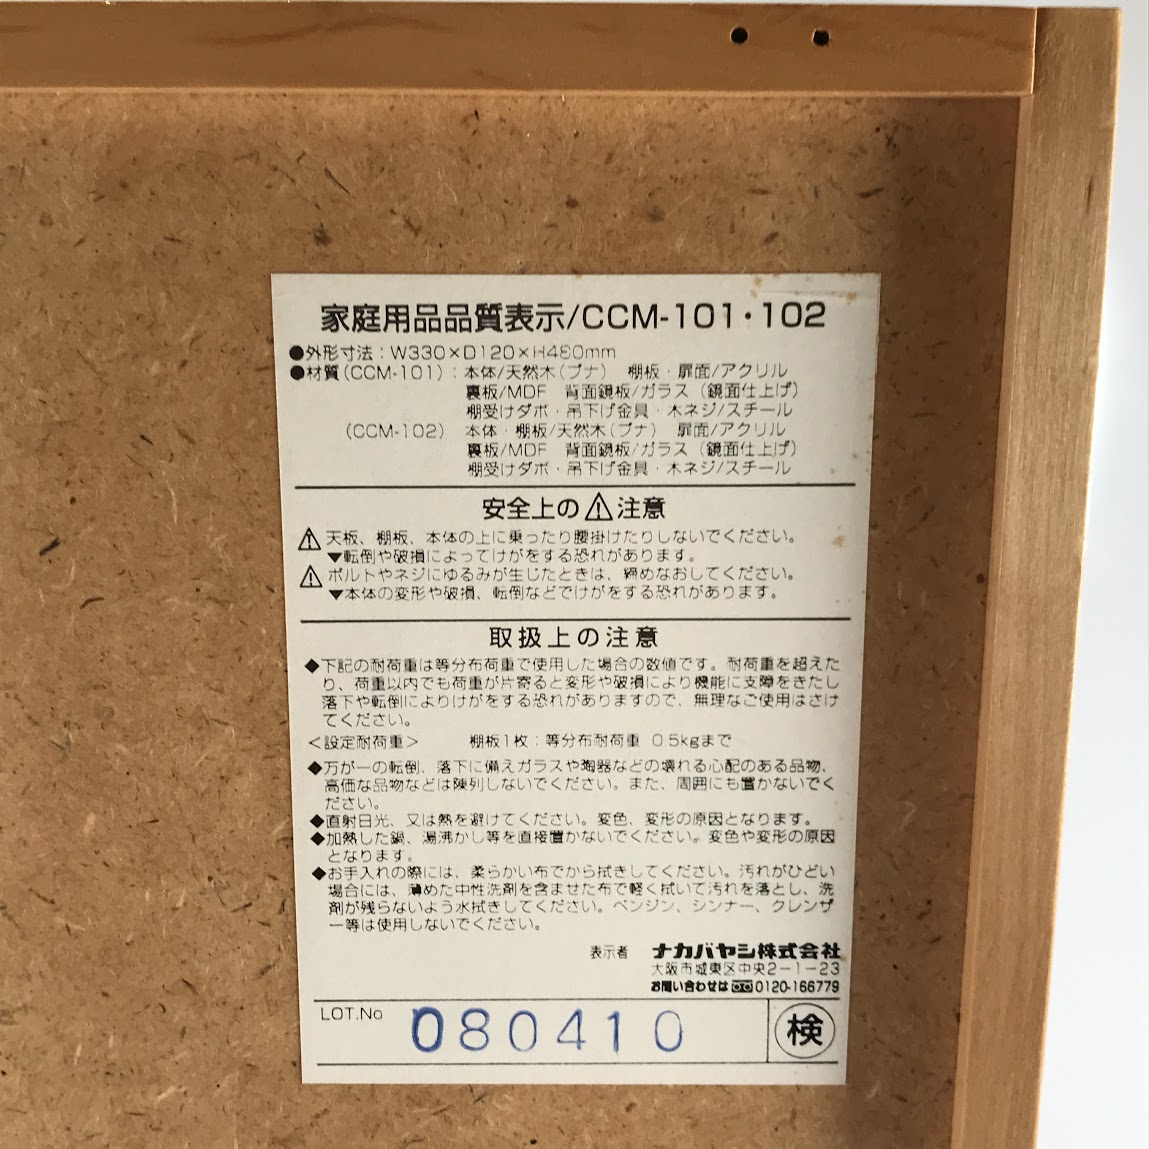 家庭用品品質表示/CCM-101・102
●外形寸法：W330×D120×H480mm
●材質(CCM-101)：本体/天然木(ブナ) 棚板・扉面/アクリル
裏板/MDF 背面鏡板/ガラス(鏡面仕上げ)
棚受けダボ・吊下げ金具・木ネジ/スチール
(CCM-102) 本体・棚板/天然木(ブナ) 扉面/アクリル
裏板/MDF 背面鏡板/ガラス(鏡面仕上げ)
棚受けダボ・吊下げ金具・木ネジ/スチール
安全上の⚠注意
⚠天板、棚板、本体の上に乗ったり腰掛けたりしないでください。
▼転倒や破損によってけがをする恐れがあります。
⚠ボルトやネジにゆるみが生じたときは、締めなおしてください。
▼本体の変形や破損、転倒などでけがをする恐れがあります。
取扱上の注意
◆下記の耐荷重は等分布荷重で使用した場合の数値です。耐荷重を超えた
り、荷重以内でも荷重が片寄ると変形や破損により機能に支障をきたし
落下や転倒によりけがをする恐れがありますので、無理なご使用はさけ
てください。
＜設定耐荷重＞ 棚板1枚：等分布耐荷重 0.5kgまで
◆万が一の転倒、落下に備えガラスや陶器などの壊れる心配のある品物、
高価な品物などは陳列しないでください。また、周囲にも置かないでく
ださい。
◆直射日光、又は熱を避けてください。変色、変形の原因となります。
◆加熱した鍋、湯沸かし等を直接置かないでください。変色や変形の原因
となります。
◆お手入れの際には、柔らかい布でから拭きしてください。汚れがひどい
場合には、薄めた中性洗剤を含ませた布で軽く拭いて汚れを落とし、洗
剤が残らないよう水拭きしてください。ベンジン、シンナー、クレンザ
ー等は使用しないでください。
表示者 ナカバヤシ株式会社
大阪市城東区中央2-1-23
お問い合わせは 0120-166779
LOT.No 080410 検